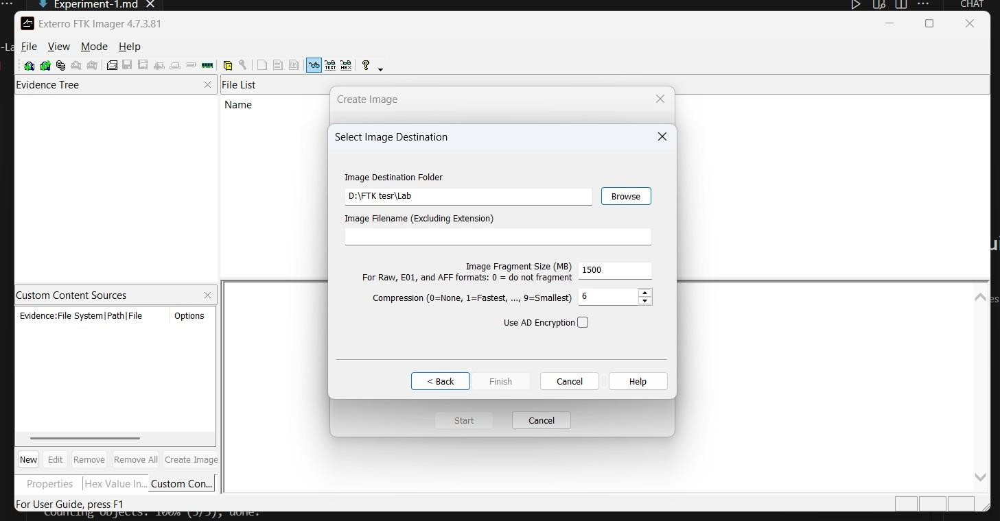 Experiment-1.md
CHAT
Exterro FTK Imager 4.7.3.81
-La
File View Mode Help
TEXT HEX
Evidence Tree
File List
Name
Create Image
Select Image Destination
Image Destination Folder
D:\FTK tesr\Lab
Browse
Image Filename (Excluding Extension)
Image Fragment Size (MB)
1500
For Raw, E01, and AFF formats: 0 = do not fragment
Compression (0=None, 1=Fastest, ..., 9=Smallest)
6
Use AD Encryption
< Back Finish Cancel Help
Start Cancel
Custom Content Sources
Evidence:File System|Path|File Options
New Edit Remove Remove All Create Image
Properties Hex Value In... Custom Con...
For User Guide, press F1
Counting objects: 100% (5/5), done.